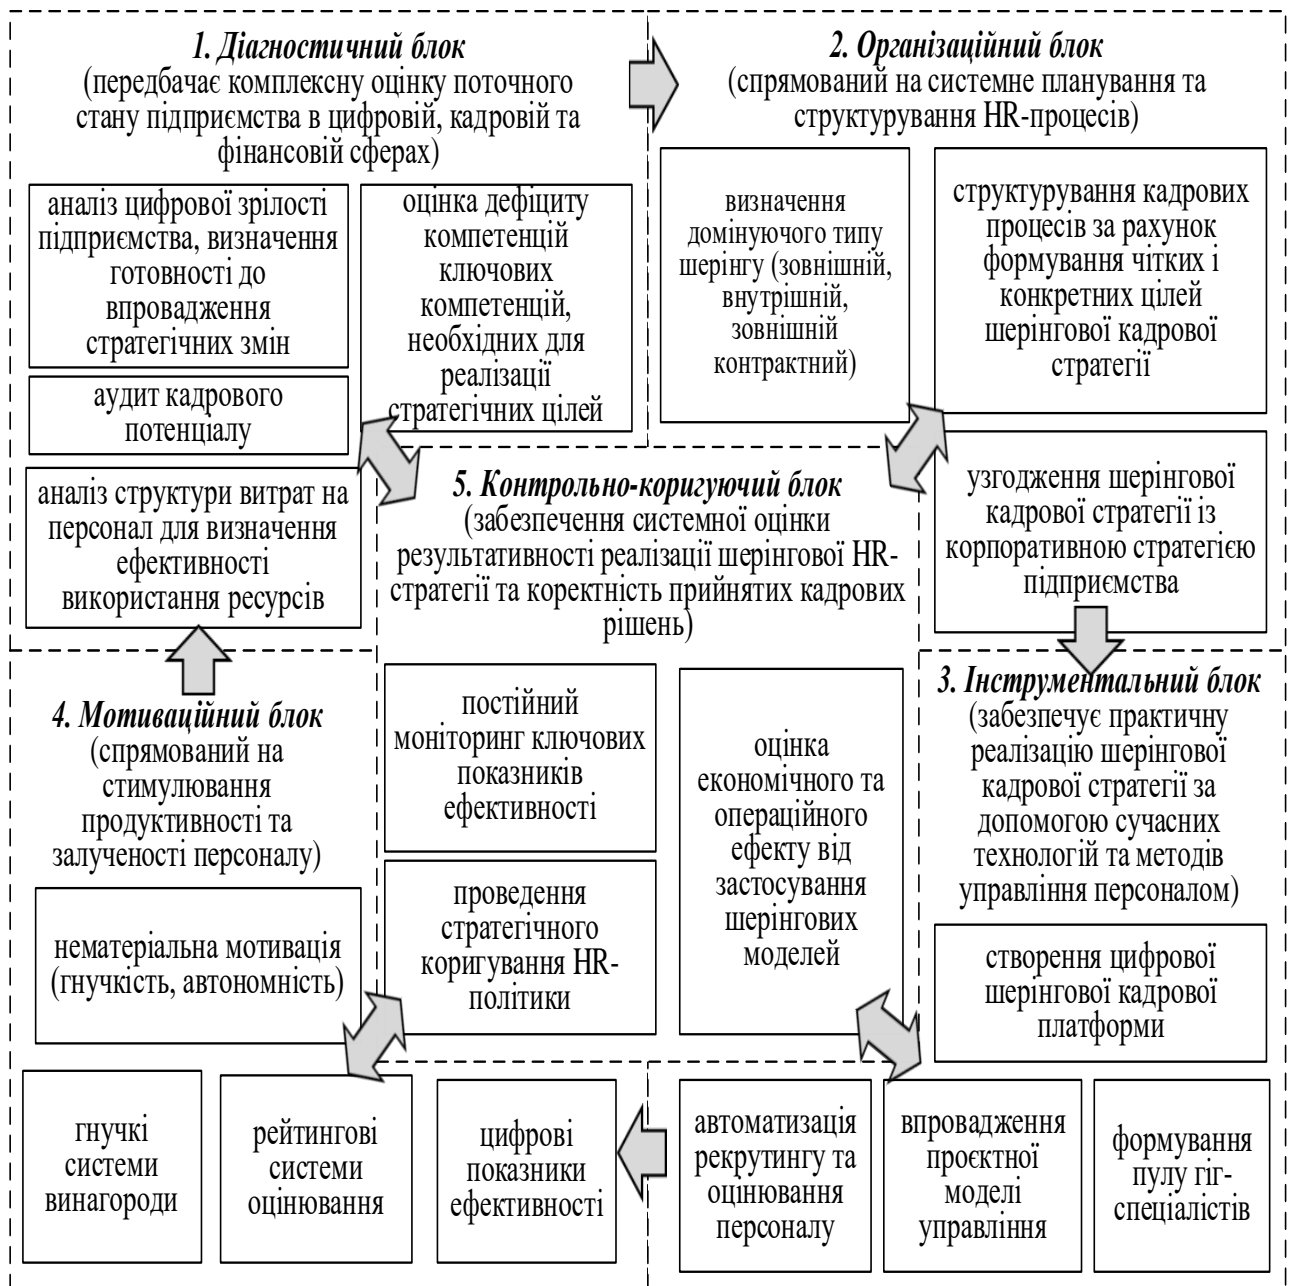 1. Діагностичний блок
(передбачає комплексну оцінку поточного
стану підприємства в цифровій, кадровій та
фінансовій сферах)
аналіз цифрової зрілості
підприємства, визначення
готовності до
впровадження
стратегічних змін
аудит кадрового
потенціалу
аналіз структури витрат на
персонал для визначення
ефективності
використання ресурсів
оцінка дефіциту
компетенцій
ключових
компетенцій,
необхідних для
реалізації
стратегічних цілей
2. Організаційний блок
(спрямований на системне планування та
структурування HR-процесів)
визначення
домінуючого типу
шерінгу (зовнішній,
внутрішній,
зовнішній
контрактний)
структурування кадрових
процесів за рахунок
формування чітких і
конкретних цілей
шерінгової кадрової
стратегії
узгодження шерінгової
кадрової стратегії із
корпоративною стратегією
підприємства
5. Контрольно-коригуючий блок
(забезпечення системної оцінки
результативності реалізації шерінгової HR-
стратегії та коректність прийнятих кадрових
рішень)
постійний
моніторинг ключових
показників
ефективності
проведення
стратегічного
коригування HR-
політики
оцінка
економічного та
операційного
ефекту від
застосування
шерінгових
моделей
3. Інструментальний блок
(забезпечує практичну
реалізацію шерінгової
кадрової стратегії за
допомогою сучасних
технологій та методів
управління персоналом)
створення цифрової
шерінгової кадрової
платформи
автоматизація
рекрутингу та
оцінювання
персоналу
впровадження
проєктної
моделі
управління
формування
пулу гіг-
спеціалістів
4. Мотиваційний блок
(спрямований на
стимулювання
продуктивності та
залученості персоналу)
нематеріальна мотивація
(гнучкість, автономність)
гнучкі
системи
винагороди
рейтингові
системи
оцінювання
цифрові
показники
ефективності